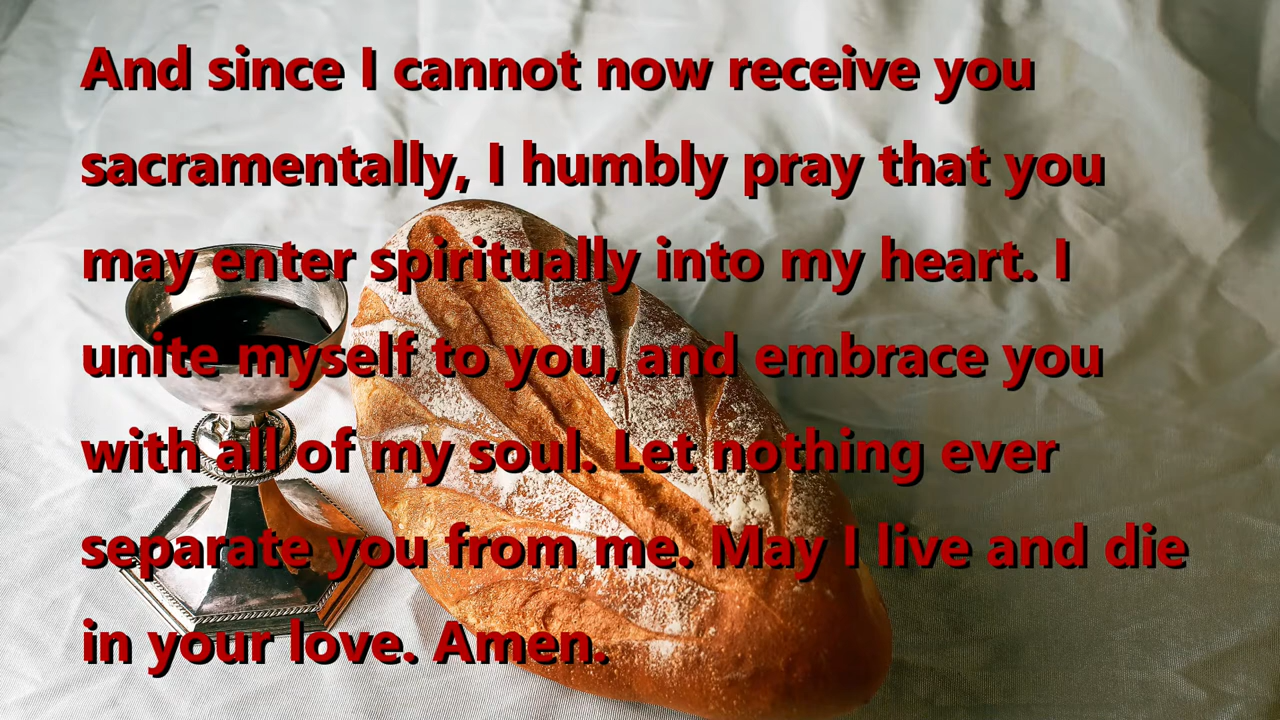 And since I cannot now receive you
sacramentally, I humbly pray that you
may enter spiritually into my heart. I
unite myself to you, and embrace you
with all of my soul. Let nothing ever
separate you from me. May I live and die
in your love. Amen.